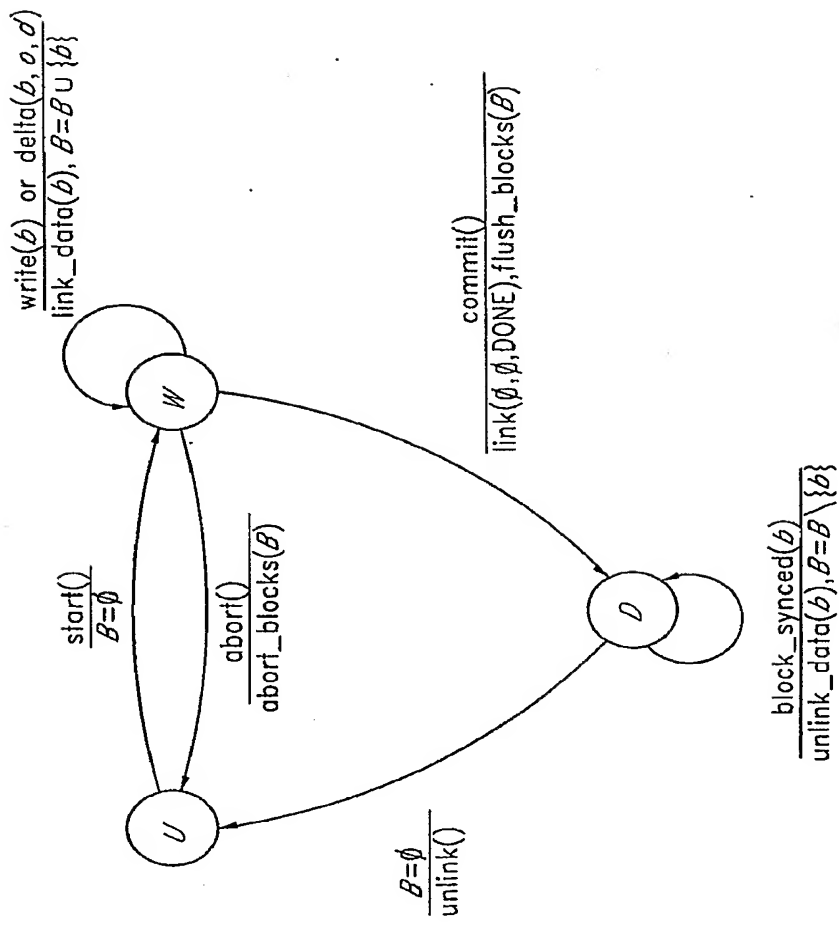 write(b) or delta(b, o, d)
link_data(b), B=B∪{b}
W
start()
B=∅
abort()
abort_blocks(B)
U
commit()
link(∅,∅,DONE),flush_blocks(B)
D
B=∅
unlink()
block_synced(b)
unlink_data(b),B=B\{b}